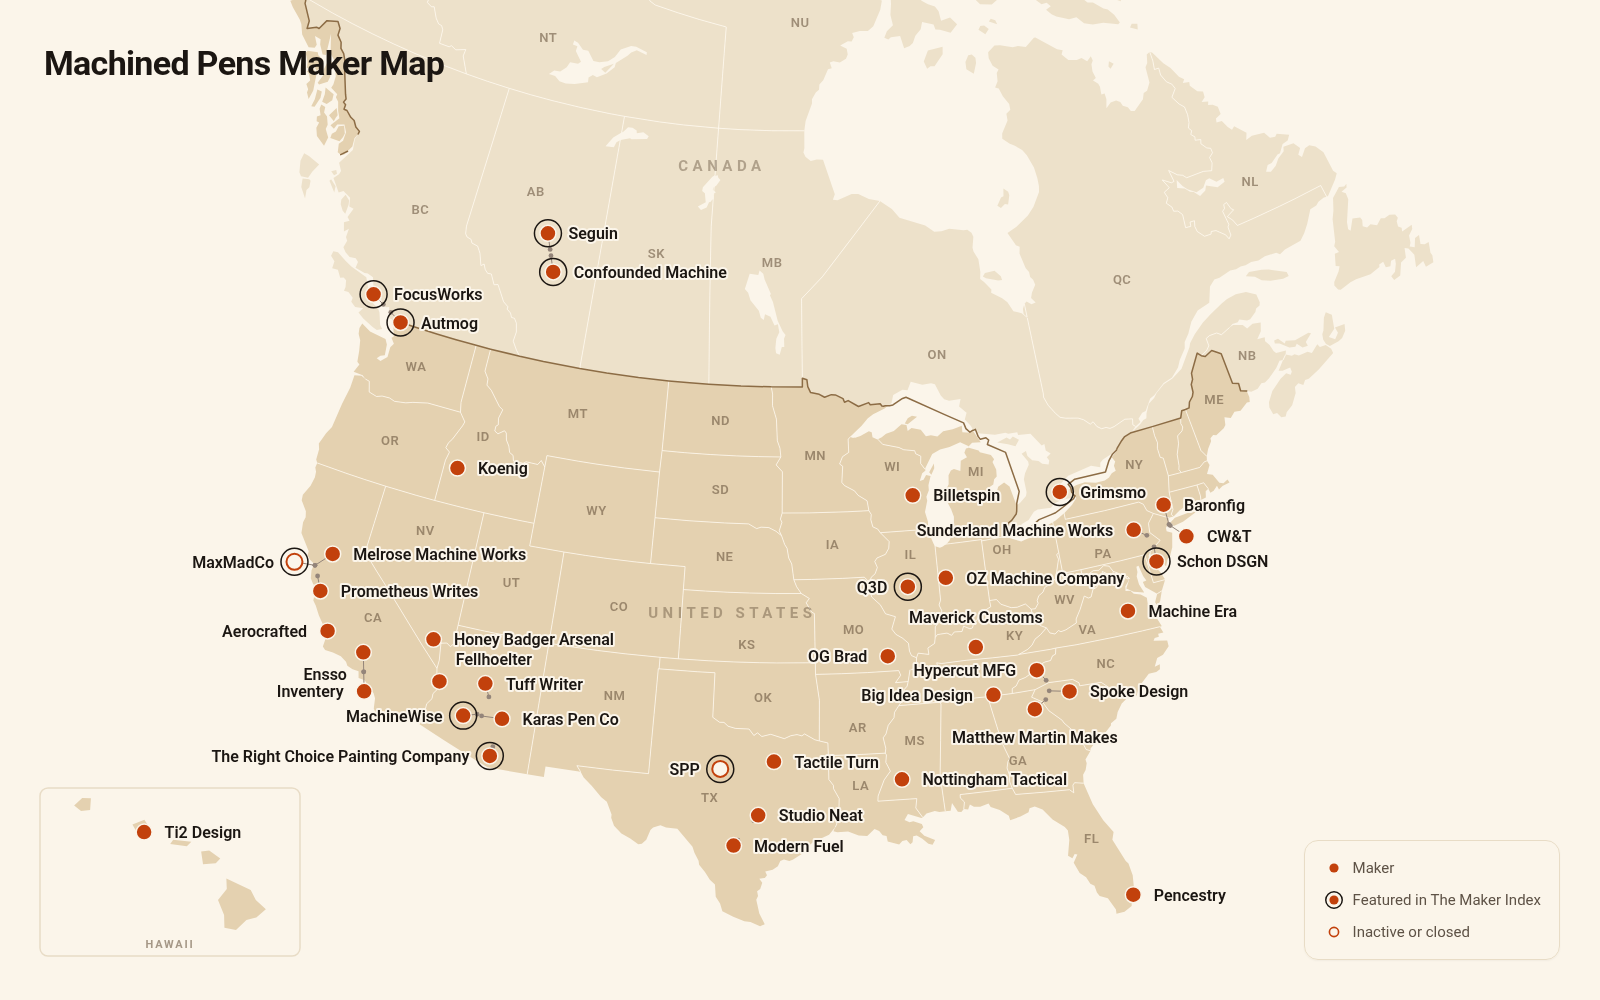 Machined Pens Maker Map
NU
NT
CANADA
NL
AB
BC
Seguin
SK
MB
Confounded Machine
QC
FocusWorks
Autmog
ON
NB
WA
ME
MT
ND
OR
ID
MN
NY
WI
MI
Koenig
SD
Billetspin
Grimsmo
Baronfig
WY
NV
Sunderland Machine Works
CW&T
IA
OH
Melrose Machine Works
NE
IL
PA
MaxMadCo
Schon DSGN
UT
OZ Machine Company
Prometheus Writes
Q3D
WV
CO
UNITED STATES
Machine Era
CA
Maverick Customs
Aerocrafted
MO
KY
VA
Honey Badger Arsenal
KS
Fellhoelter
OG Brad
NC
Ensso
Hypercut MFG
Inventery
Tuff Writer
NM
OK
Big Idea Design
Spoke Design
MachineWise
Karas Pen Co
AR
MS
Matthew Martin Makes
The Right Choice Painting Company
SPP
Tactile Turn
GA
TX
LA
Nottingham Tactical
Studio Neat
Ti2 Design
Modern Fuel
FL
Pencestry
HAWAII
Maker
Featured in The Maker Index
Inactive or closed